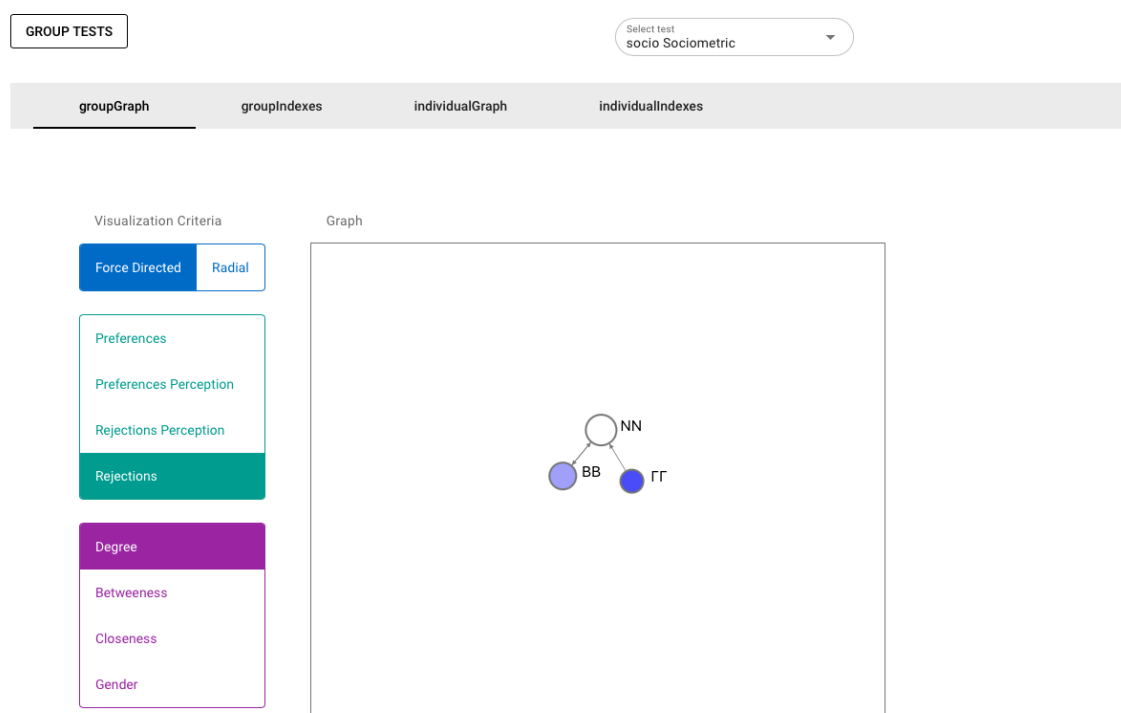 GROUP TESTS
Select test
socio Sociometric
groupGraph groupIndexes individualGraph individualIndexes
Visualization Criteria
Graph
Force Directed Radial
Preferences
Preferences Perception
Rejections Perception
Rejections
Degree
Betweeness
Closeness
Gender
NN
BB
ΓΓ